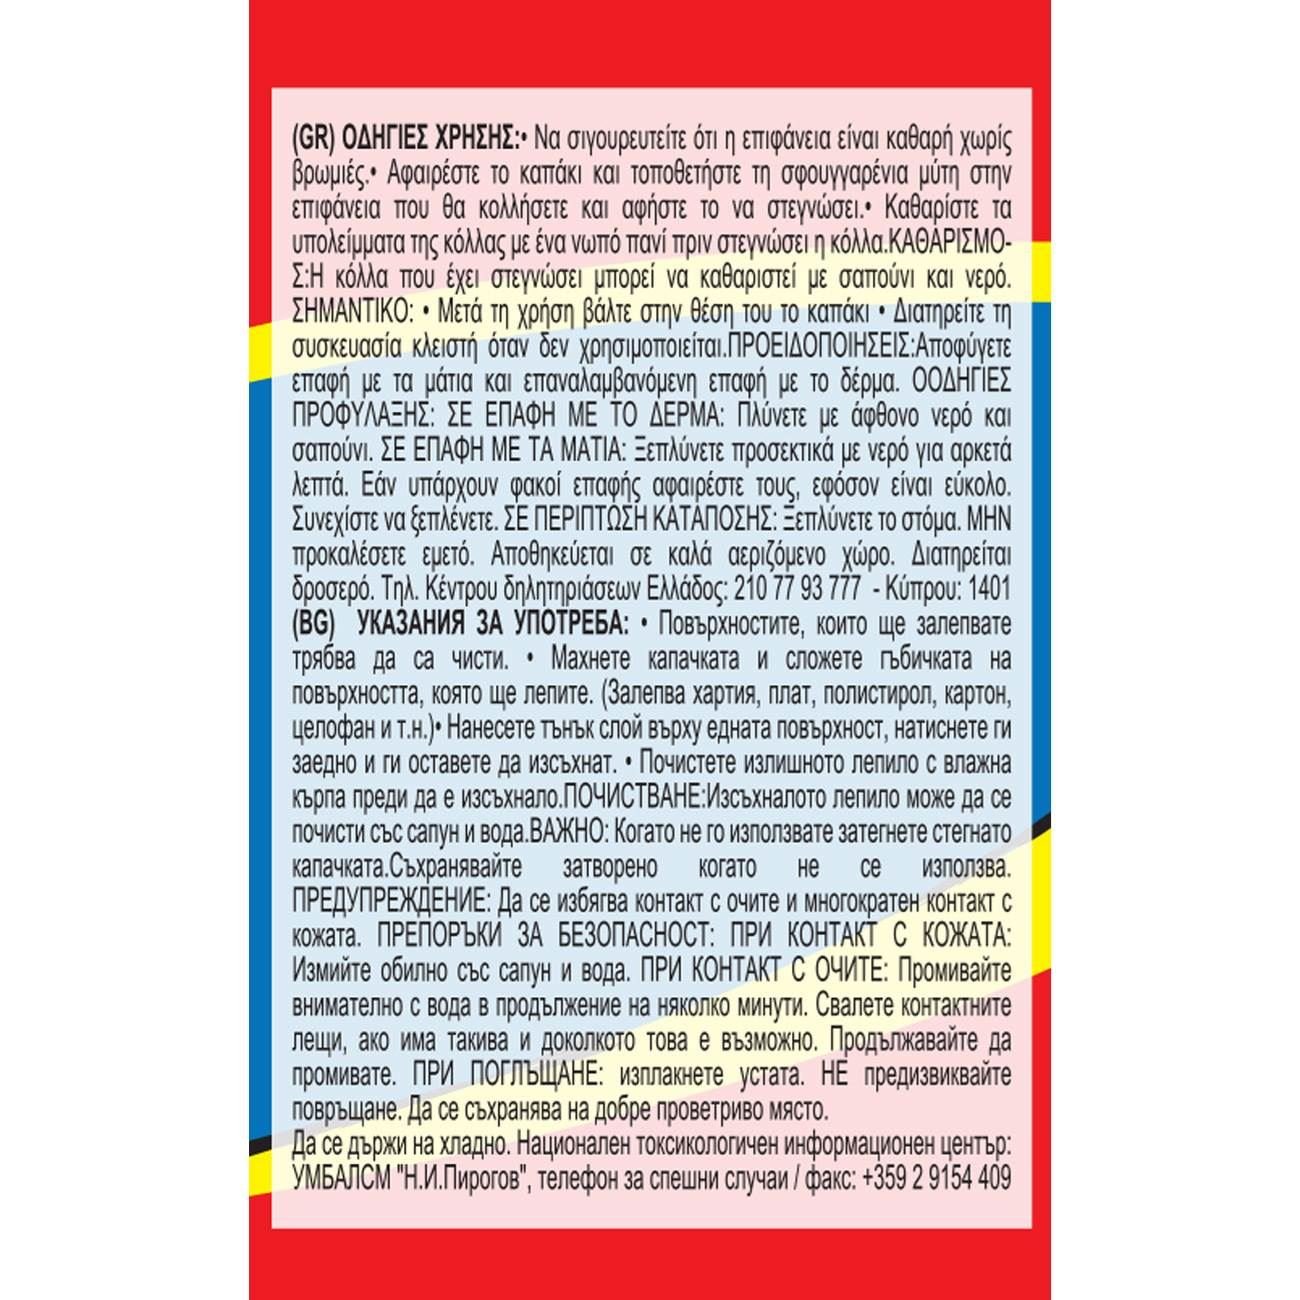 (GR) ΟΔΗΓΙΕΣ ΧΡΗΣΗΣ:• Να σιγουρευτείτε ότι η επιφάνεια είναι καθαρή χωρίς
βρωμιές.• Αφαιρέστε το καπάκι και τοποθετήστε τη σφουγγαρένια μύτη στην
επιφάνεια που θα κολλήσετε και αφήστε το να στεγνώσει.• Καθαρίστε τα
υπολείμματα της κόλλας με ένα νωπό πανί πριν στεγνώσει η κόλλα.ΚΑΘΑΡΙΣΜΟ-
Σ:Η κόλλα που έχει στεγνώσει μπορεί να καθαριστεί με σαπούνι και νερό.
ΣΗΜΑΝΤΙΚΟ: • Μετά τη χρήση βάλτε στην θέση του το καπάκι • Διατηρείτε τη
συσκευασία κλειστή όταν δεν χρησιμοποιείται.ΠΡΟΕΙΔΟΠΟΙΗΣΕΙΣ:Αποφύγετε
επαφή με τα μάτια και επαναλαμβανόμενη επαφή με το δέρμα. ΟΟΔΗΓΙΕΣ
ΠΡΟΦΥΛΑΞΗΣ: ΣΕ ΕΠΑΦΗ ΜΕ ΤΟ ΔΕΡΜΑ: Πλύνετε με άφθονο νερό και
σαπούνι. ΣΕ ΕΠΑΦΗ ΜΕ ΤΑ ΜΑΤΙΑ: Ξεπλύνετε προσεκτικά με νερό για αρκετά
λεπτά. Εάν υπάρχουν φακοί επαφής αφαιρέστε τους, εφόσον είναι εύκολο.
Συνεχίστε να ξεπλένετε. ΣΕ ΠΕΡΙΠΤΩΣΗ ΚΑΤΑΠΟΣΗΣ: Ξεπλύνετε το στόμα. ΜΗΝ
προκαλέσετε εμετό. Αποθηκεύεται σε καλά αεριζόμενο χώρο. Διατηρείται
δροσερό. Τηλ. Κέντρου δηλητηριάσεων Ελλάδος: 210 77 93 777 - Κύπρου: 1401
(BG) УКАЗАНИЯ ЗА УПОТРЕБА: • Повърхностите, които ще залепвате
трябва да са чисти. • Махнете капачката и сложете гъбичката на
повърхността, която ще лепите. (Залепва хартия, плат, полистирол, картон,
целофан и т.н.)• Нанесете тънък слой върху едната повърхност, натиснете ги
заедно и ги оставете да изсъхнат. • Почистете излишното лепило с влажна
кърпа преди да е изсъхнало.ПОЧИСТВАНЕ:Изсъхналото лепило може да се
почисти със сапун и вода.ВАЖНО: Когато не го използвате затегнете стегнато
капачката.Съхранявайте затворено когато не се използва.
ПРЕДУПРЕЖДЕНИЕ: Да се избягва контакт с очите и многократен контакт с
кожата. ПРЕПОРЪКИ ЗА БЕЗОПАСНОСТ: ПРИ КОНТАКТ С КОЖАТА:
Измийте обилно със сапун и вода. ПРИ КОНТАКТ С ОЧИТЕ: Промивайте
внимателно с вода в продължение на няколко минути. Свалете контактните
лещи, ако има такива и доколкото това е възможно. Продължавайте да
промивате. ПРИ ПОГЛЪЩАНЕ: изплакнете устата. НЕ предизвиквайте
повръщане. Да се съхранява на добре проветриво място.
Да се държи на хладно. Национален токсикологичен информационен център:
УМБАЛСМ "Н.И.Пирогов", телефон за спешни случаи / факс: +359 2 9154 409